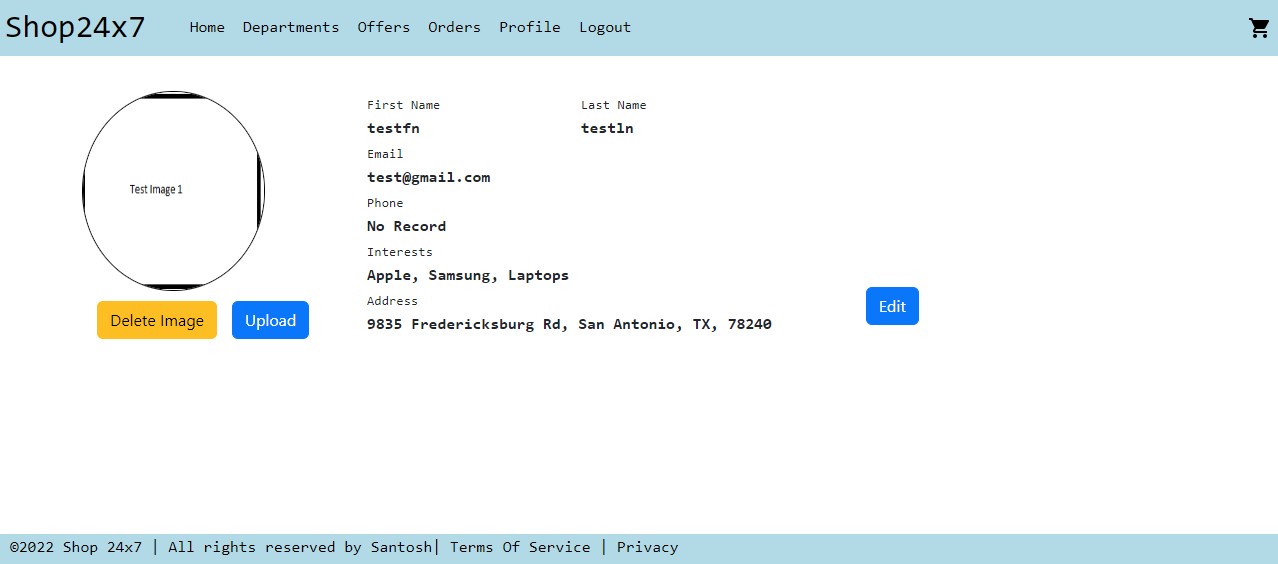 Shop24x7 Home Departments Offers Orders Profile Logout
Test Image 1
Delete Image Upload
First Name Last Name
testfn testln
Email
test@gmail.com
Phone
No Record
Interests
Apple, Samsung, Laptops
Address
9835 Fredericksburg Rd, San Antonio, TX, 78240
Edit
©2022 Shop 24x7 | All rights reserved by Santosh| Terms Of Service | Privacy